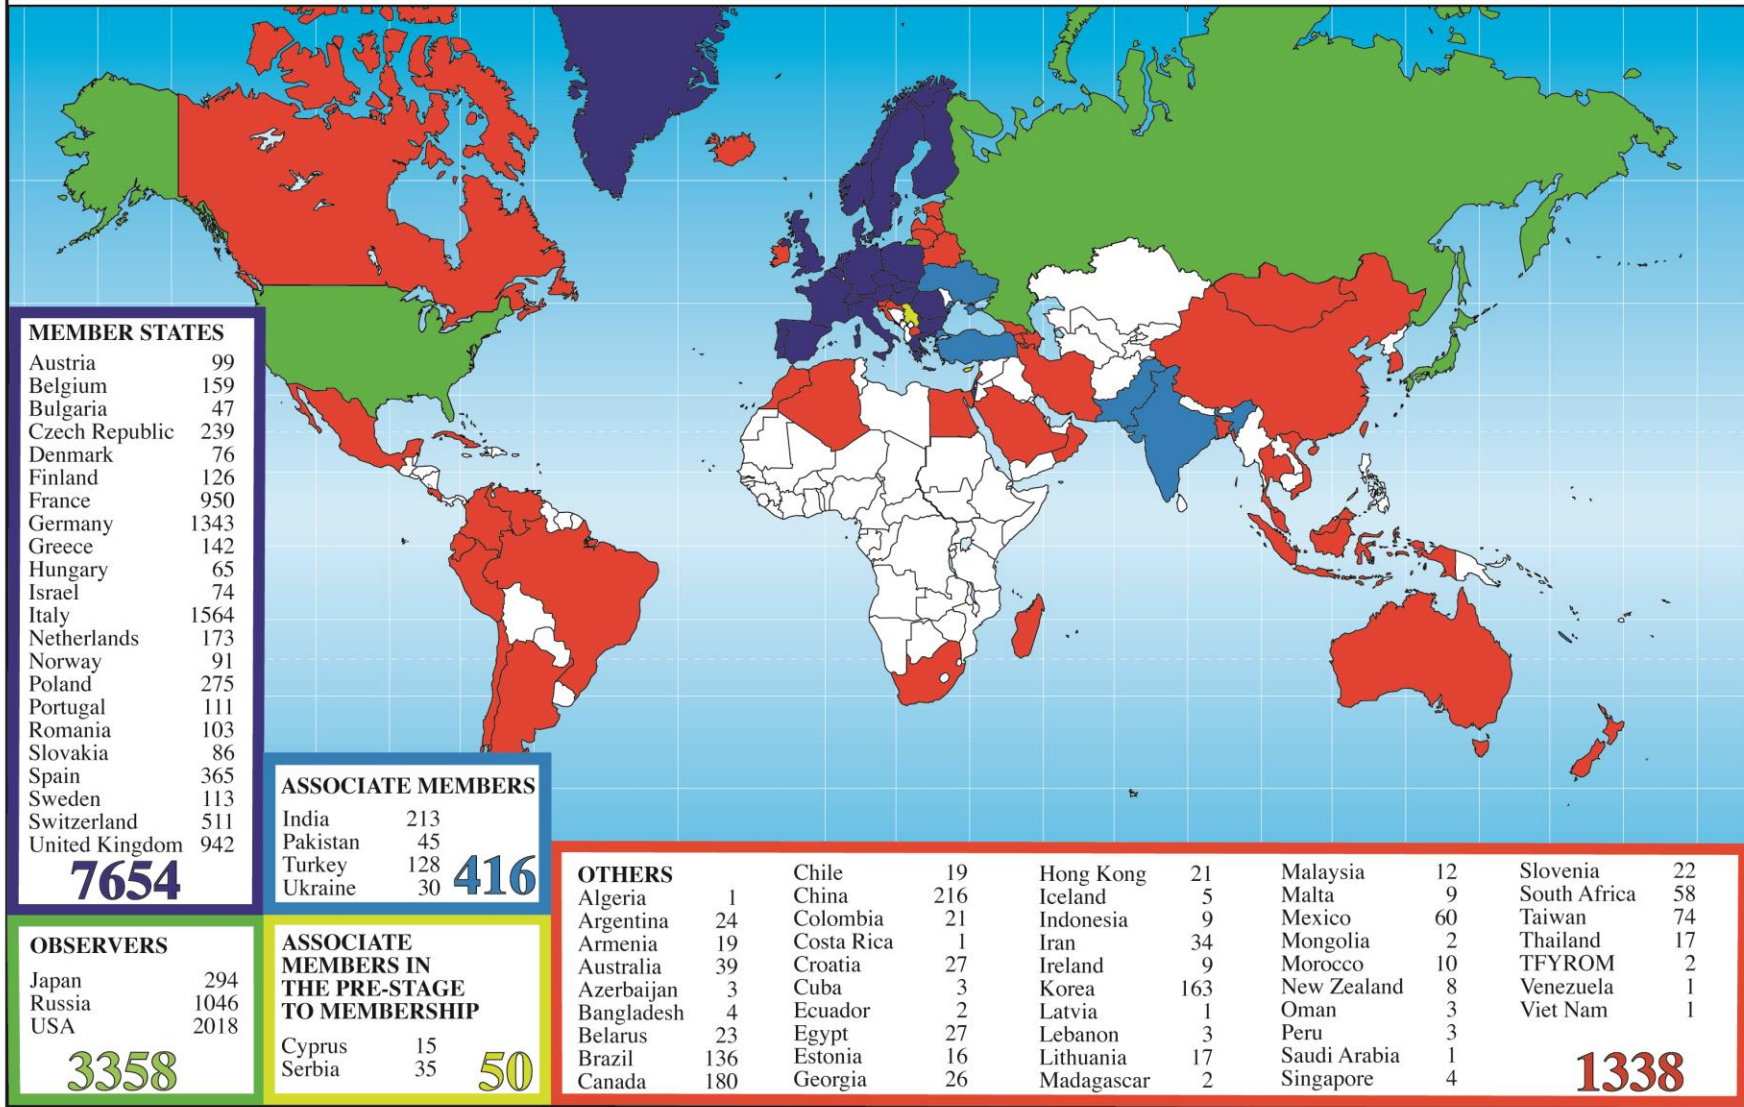 MEMBER STATES
Austria 99
Belgium 159
Bulgaria 47
Czech Republic 239
Denmark 76
Finland 126
France 950
Germany 1343
Greece 142
Hungary 65
Israel 74
Italy 1564
Netherlands 173
Norway 91
Poland 275
Portugal 111
Romania 103
Slovakia 86
Spain 365
Sweden 113
Switzerland 511
United Kingdom 942
7654
ASSOCIATE MEMBERS
India 213
Pakistan 45
Turkey 128
Ukraine 30
416
OBSERVERS
Japan 294
Russia 1046
USA 2018
3358
ASSOCIATE
MEMBERS IN
THE PRE-STAGE
TO MEMBERSHIP
Cyprus 15
Serbia 35
50
OTHERS
Algeria 1
Argentina 24
Armenia 19
Australia 39
Azerbaijan 3
Bangladesh 4
Belarus 23
Brazil 136
Canada 180
Chile 19
China 216
Colombia 21
Costa Rica 1
Croatia 27
Cuba 3
Ecuador 2
Egypt 27
Estonia 16
Georgia 26
Hong Kong 21
Iceland 5
Indonesia 9
Iran 34
Ireland 9
Korea 163
Latvia 1
Lebanon 3
Lithuania 17
Madagascar 2
Malaysia 12
Malta 9
Mexico 60
Mongolia 2
Morocco 10
New Zealand 8
Oman 3
Peru 3
Saudi Arabia 1
Singapore 4
Slovenia 22
South Africa 58
Taiwan 74
Thailand 17
TFYROM 2
Venezuela 1
Viet Nam 1
1338